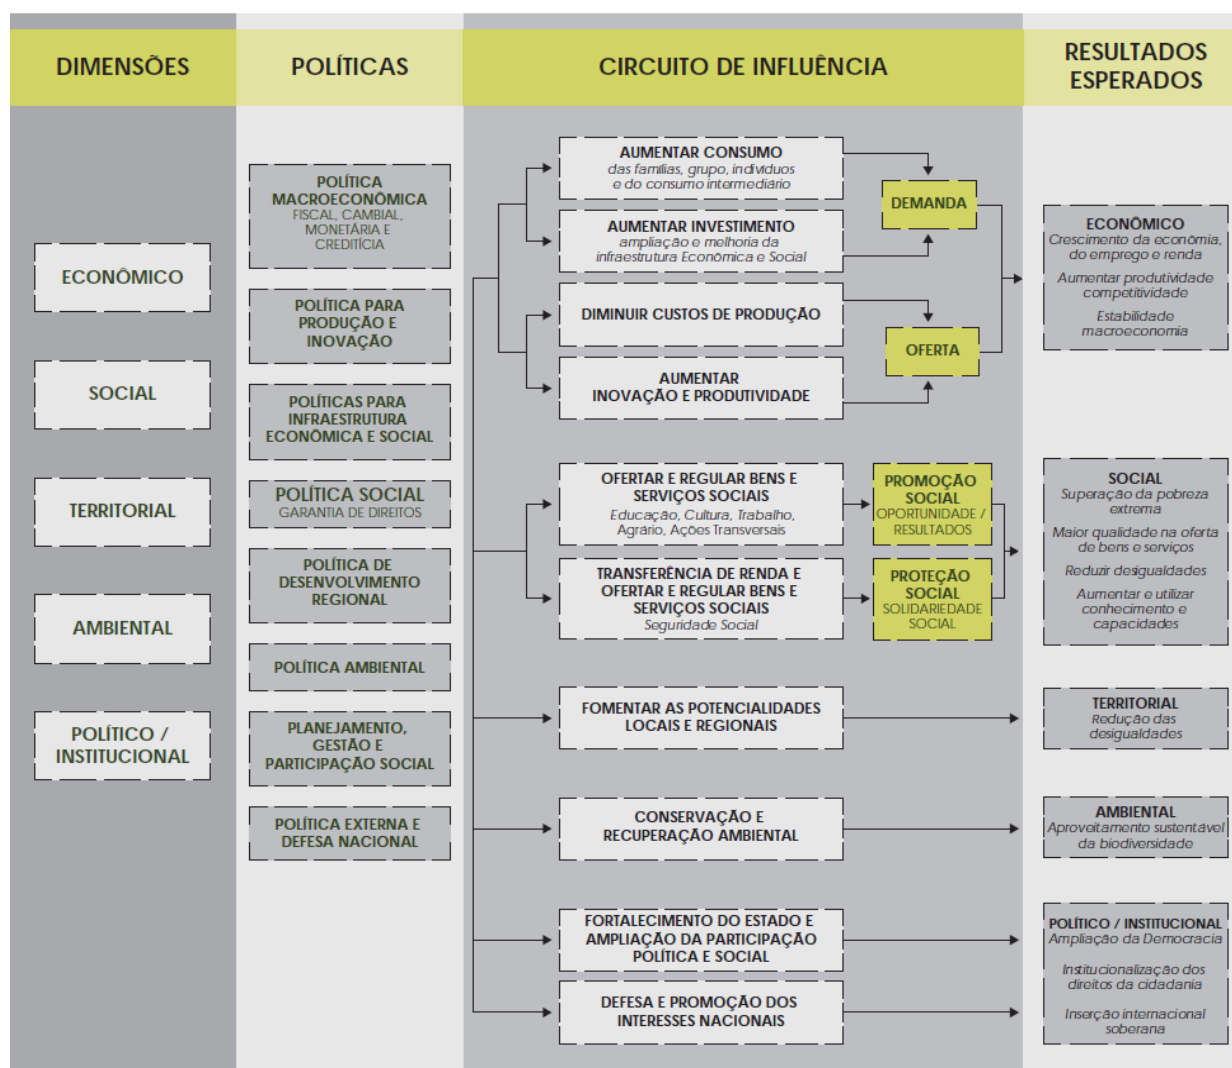 DIMENSÕES
POLÍTICAS
CIRCUITO DE INFLUÊNCIA
RESULTADOS
ESPERADOS
ECONÔMICO
SOCIAL
TERRITORIAL
AMBIENTAL
POLÍTICO /
INSTITUCIONAL
POLÍTICA
MACROECONÔMICA
FISCAL, CAMBIAL,
MONETÁRIA E
CREDITÍCIA
POLÍTICA PARA
PRODUÇÃO E
INOVAÇÃO
POLÍTICAS PARA
INFRAESTRUTURA
ECONÔMICA E SOCIAL
POLÍTICA SOCIAL
GARANTIA DE DIREITOS
POLÍTICA DE
DESENVOLVIMENTO
REGIONAL
POLÍTICA AMBIENTAL
PLANEJAMENTO,
GESTÃO E
PARTICIPAÇÃO SOCIAL
POLÍTICA EXTERNA E
DEFESA NACIONAL
AUMENTAR CONSUMO
das famílias, grupo, indivíduos
e do consumo intermediário
AUMENTAR INVESTIMENTO
ampliação e melhoria da
infraestrutura Econômica e Social
DIMINUIR CUSTOS DE PRODUÇÃO
AUMENTAR
INOVAÇÃO E PRODUTIVIDADE
DEMANDA
OFERTA
OFERTAR E REGULAR BENS E
SERVIÇOS SOCIAIS
Educação, Cultura, Trabalho,
Agrário, Ações Transversais
TRANSFERÊNCIA DE RENDA E
OFERTAR E REGULAR BENS E
SERVIÇOS SOCIAIS
Seguridade Social
PROMOÇÃO
SOCIAL
OPORTUNIDADE /
RESULTADOS
PROTEÇÃO
SOCIAL
SOLIDARIEDADE
SOCIAL
FOMENTAR AS POTENCIALIDADES
LOCAIS E REGIONAIS
CONSERVAÇÃO E
RECUPERAÇÃO AMBIENTAL
FORTALECIMENTO DO ESTADO E
AMPLIAÇÃO DA PARTICIPAÇÃO
POLÍTICA E SOCIAL
DEFESA E PROMOÇÃO DOS
INTERESSES NACIONAIS
ECONÔMICO
Crescimento da econômia,
do emprego e renda
Aumentar produtividade
competitividade
Estabilidade
macroeconomia
SOCIAL
Superação da pobreza
extrema
Maior qualidade na oferta
de bens e serviços
Reduzir desigualdades
Aumentar e utilizar
conhecimento e
capacidades
TERRITORIAL
Redução das
desigualdades
AMBIENTAL
Aproveitamento sustentável
da biodiversidade
POLÍTICO / INSTITUCIONAL
Ampliação da Democracia
Institucionalização dos
direitos da cidadania
Inserção internacional
soberana